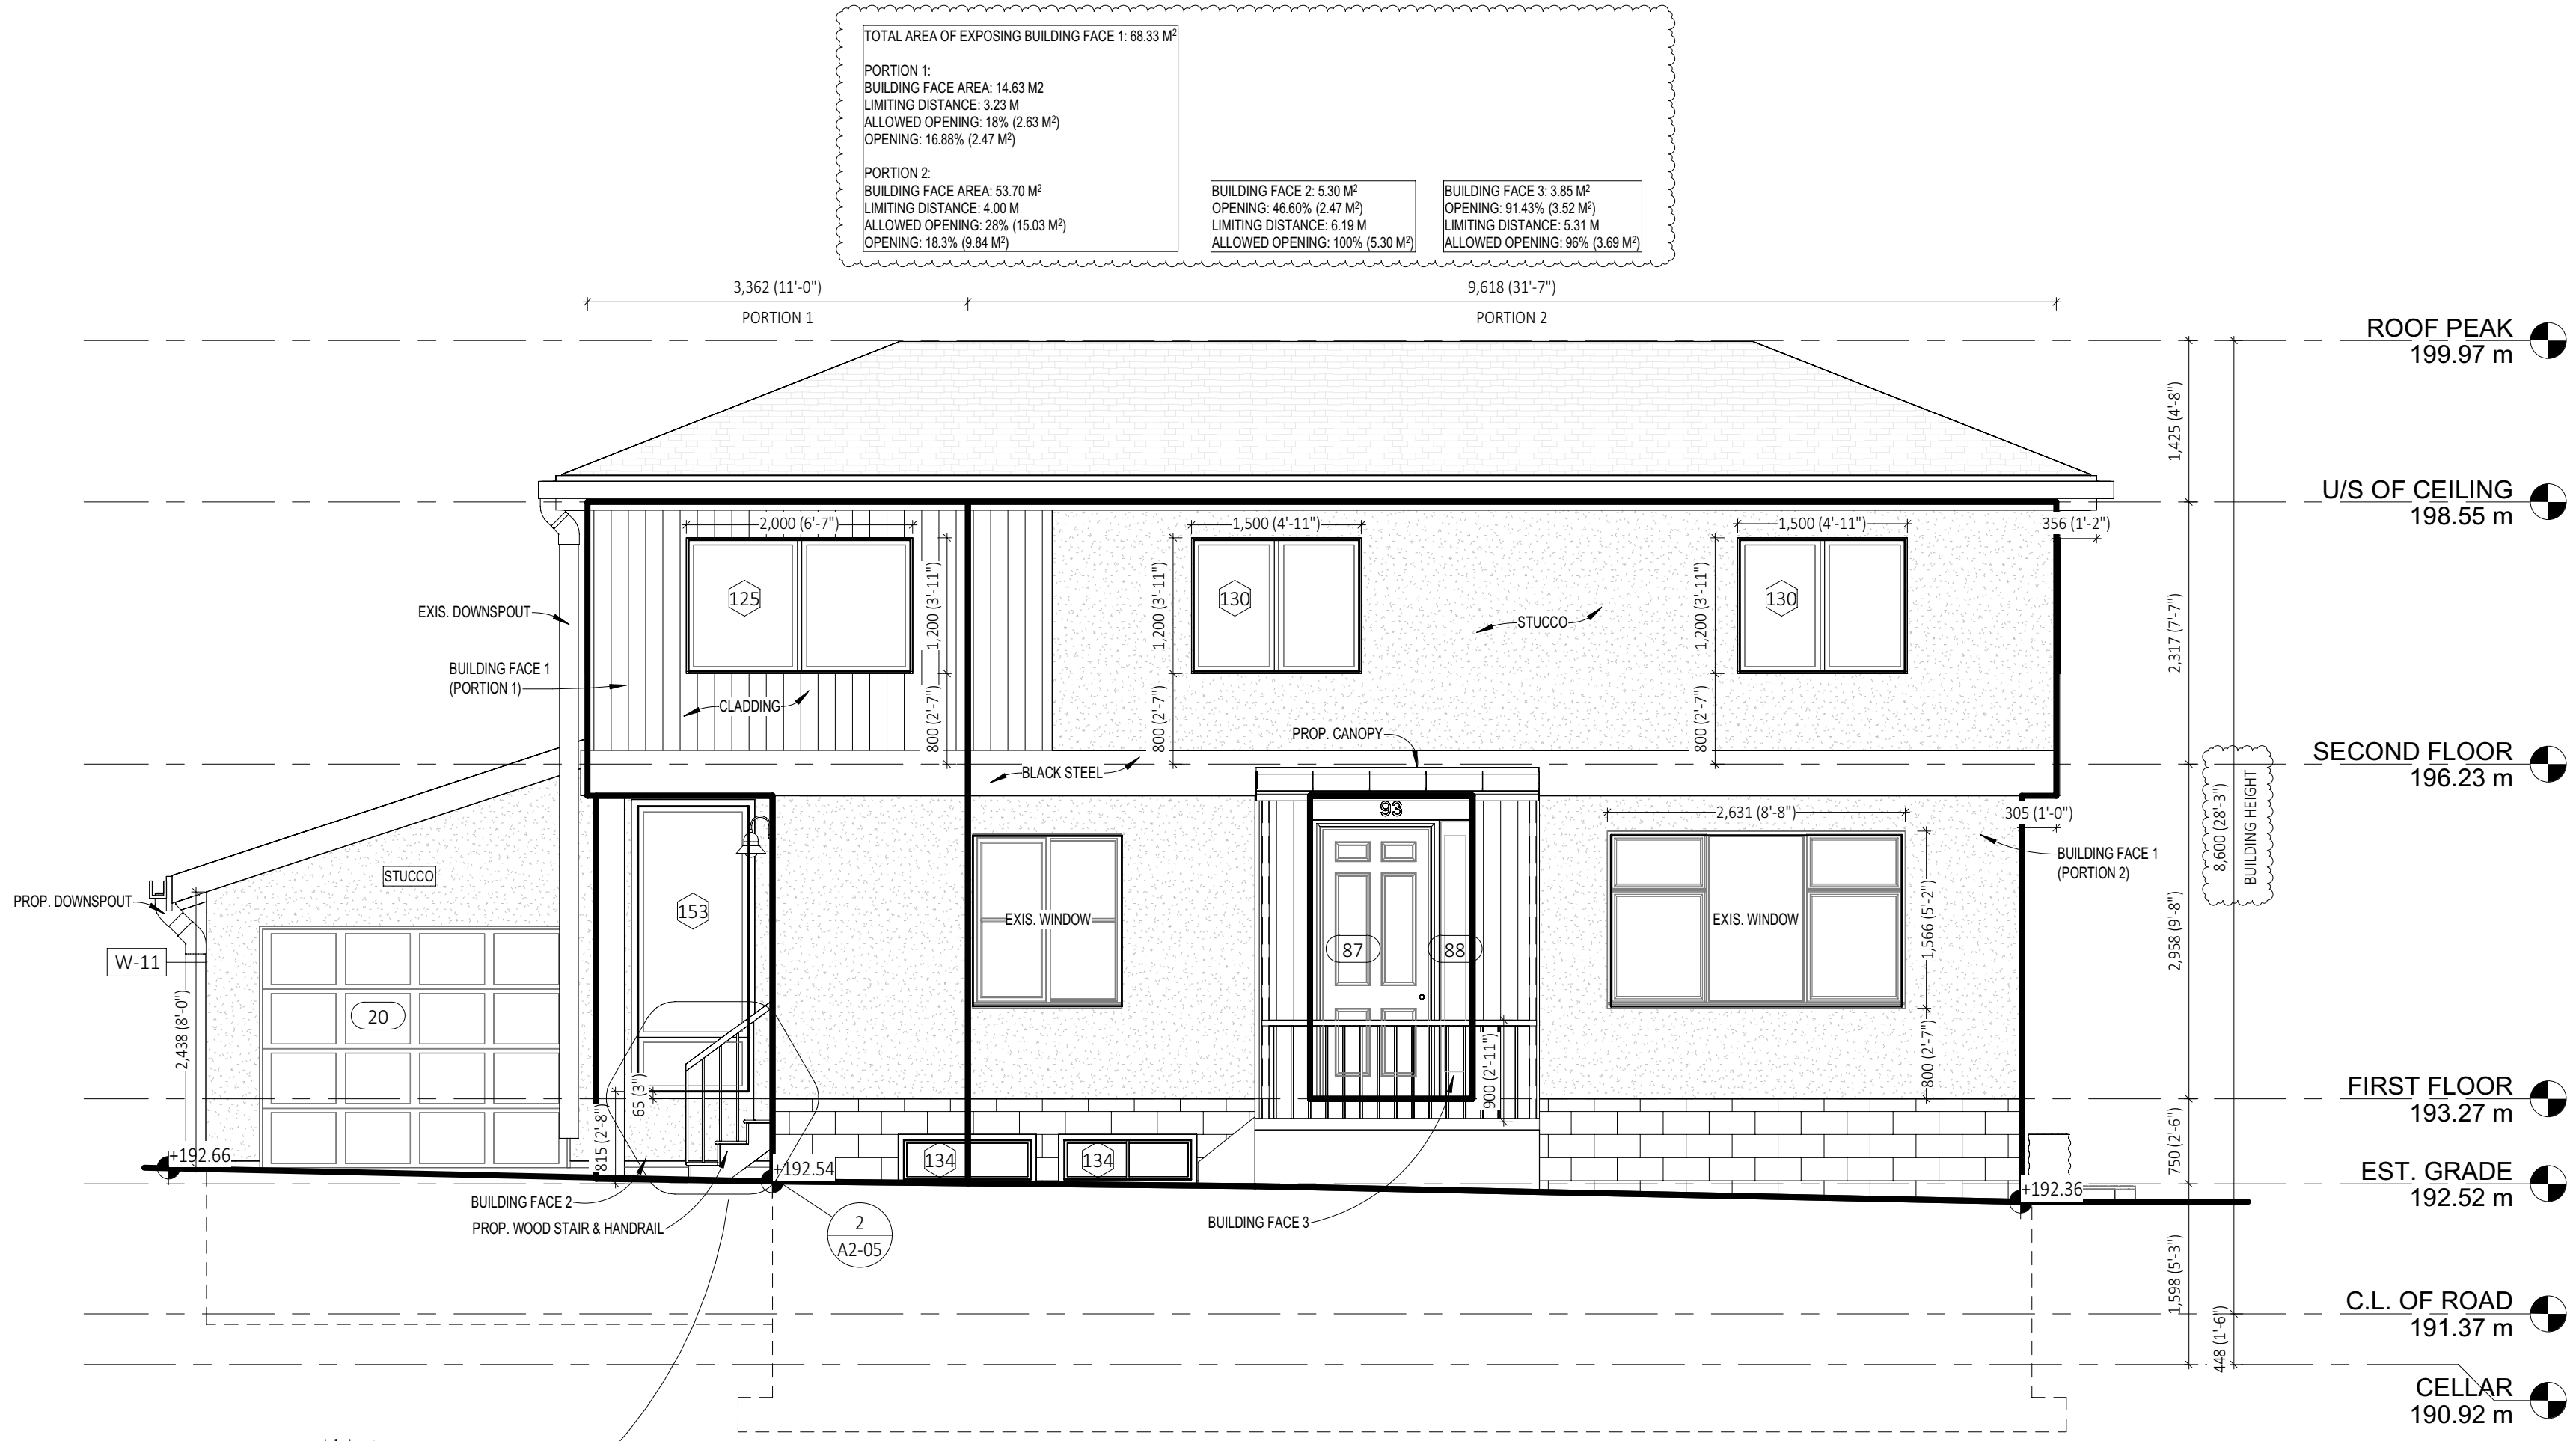 TOTAL AREA OF EXPOSING BUILDING FACE 1: 68.33 M²
PORTION 1:
BUILDING FACE AREA: 14.63 M2
LIMITING DISTANCE: 3.23 M
ALLOWED OPENING: 18% (2.63 M²)
OPENING: 16.88% (2.47 M²)
PORTION 2:
BUILDING FACE AREA: 53.70 M²
LIMITING DISTANCE: 4.00 M
ALLOWED OPENING: 28% (15.03 M²)
OPENING: 18.3% (9.84 M²)
BUILDING FACE 2: 5.30 M²
OPENING: 46.60% (2.47 M²)
LIMITING DISTANCE: 6.19 M
ALLOWED OPENING: 100% (5.30 M²)
BUILDING FACE 3: 3.85 M²
OPENING: 91.43% (3.52 M²)
LIMITING DISTANCE: 5.31 M
ALLOWED OPENING: 96% (3.69 M²)
3,362 (11'-0")
PORTION 1
9,618 (31'-7")
PORTION 2
ROOF PEAK
199.97 m
1,425 (4'-8")
U/S OF CEILING
198.55 m
356 (1'-2")
2,000 (6'-7")
1,500 (4'-11")
1,500 (4'-11")
125
130
130
1,200 (3'-11")
1,200 (3'-11")
1,200 (3'-11")
STUCCO
EXIS. DOWNSPOUT
BUILDING FACE 1
(PORTION 1)
CLADDING
800 (2'-7")
800 (2'-7")
800 (2'-7")
2,317 (7'-7")
PROP. CANOPY
BLACK STEEL
SECOND FLOOR
196.23 m
8,600 (28'-3")
BUILDING HEIGHT
93
2,631 (8'-8")
305 (1'-0")
BUILDING FACE 1
(PORTION 2)
STUCCO
PROP. DOWNSPOUT
153
EXIS. WINDOW
EXIS. WINDOW
1,566 (5'-2")
87
88
W-11
20
2,438 (8'-0")
2,958 (9'-8")
800 (2'-7")
900 (2'-11")
65 (3")
815 (2'-8")
FIRST FLOOR
193.27 m
750 (2'-6")
134
134
+192.66
+192.54
+192.36
EST. GRADE
192.52 m
BUILDING FACE 2
PROP. WOOD STAIR & HANDRAIL
2
A2-05
BUILDING FACE 3
1,598 (5'-3")
C.L. OF ROAD
191.37 m
448 (1'-6")
CELLAR
190.92 m